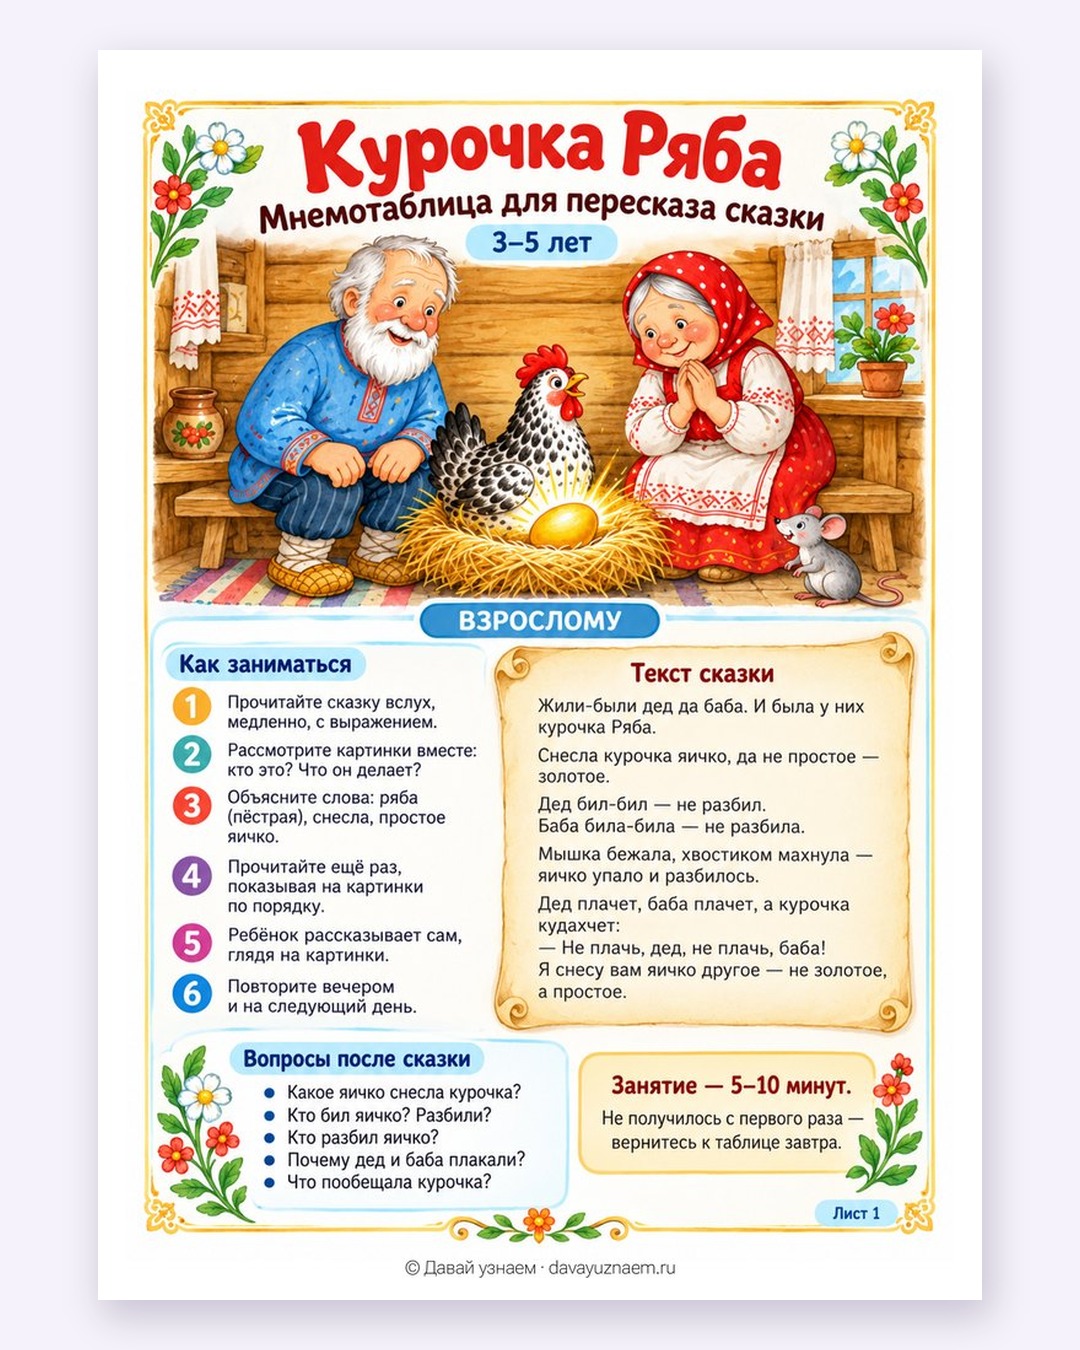 Курочка Ряба
Мнемотаблица для пересказа сказки
3–5 лет
ВЗРОСЛОМУ
Как заниматься
1 Прочитайте сказку вслух,
медленно, с выражением.
2 Рассмотрите картинки вместе:
кто это? Что он делает?
3 Объясните слова: ряба
(пёстрая), снесла, простое
яичко.
4 Прочитайте ещё раз,
показывая на картинки
по порядку.
5 Ребёнок рассказывает сам,
глядя на картинки.
6 Повторите вечером
и на следующий день.
Текст сказки
Жили-были дед да баба. И была у них
курочка Ряба.
Снесла курочка яичко, да не простое —
золотое.
Дед бил-бил — не разбил.
Баба била-била — не разбила.
Мышка бежала, хвостиком махнула —
яичко упало и разбилось.
Дед плачет, баба плачет, а курочка
кудахчет:
— Не плачь, дед, не плачь, баба!
Я снесу вам яичко другое — не золотое,
а простое.
Вопросы после сказки
• Какое яичко снесла курочка?
• Кто бил яичко? Разбили?
• Кто разбил яичко?
• Почему дед и баба плакали?
• Что пообещала курочка?
Занятие — 5–10 минут.
Не получилось с первого раза —
вернитесь к таблице завтра.
Лист 1
© Давай узнаем · davayuznaem.ru